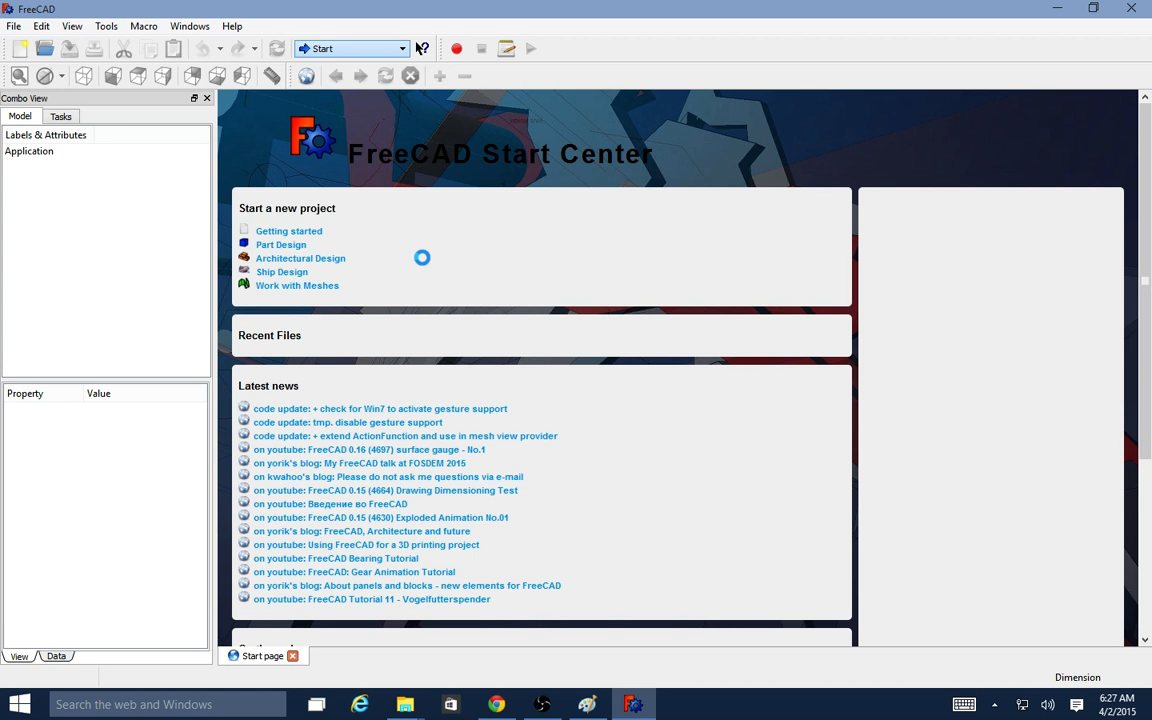 FreeCAD
File Edit View Tools Macro Windows Help
Start
Combo View
Model Tasks
Labels & Attributes
Application
Property Value
View Data
FreeCAD Start Center
Start a new project
Getting started
Part Design
Architectural Design
Ship Design
Work with Meshes
Recent Files
Latest news
code update: + check for Win7 to activate gesture support
code update: tmp. disable gesture support
code update: + extend ActionFunction and use in mesh view provider
on youtube: FreeCAD 0.16 (4697) surface gauge - No.1
on yorik's blog: My FreeCAD talk at FOSDEM 2015
on kwahoo's blog: Please do not ask me questions via e-mail
on youtube: FreeCAD 0.15 (4664) Drawing Dimensioning Test
on youtube: Введение во FreeCAD
on youtube: FreeCAD 0.15 (4630) Exploded Animation No.01
on yorik's blog: FreeCAD, Architecture and future
on youtube: Using FreeCAD for a 3D printing project
on youtube: FreeCAD Bearing Tutorial
on youtube: FreeCAD: Gear Animation Tutorial
on yorik's blog: About panels and blocks - new elements for FreeCAD
on youtube: FreeCAD Tutorial 11 - Vogelfutterspender
Start page
Dimension
Search the web and Windows
6:27 AM
4/2/2015